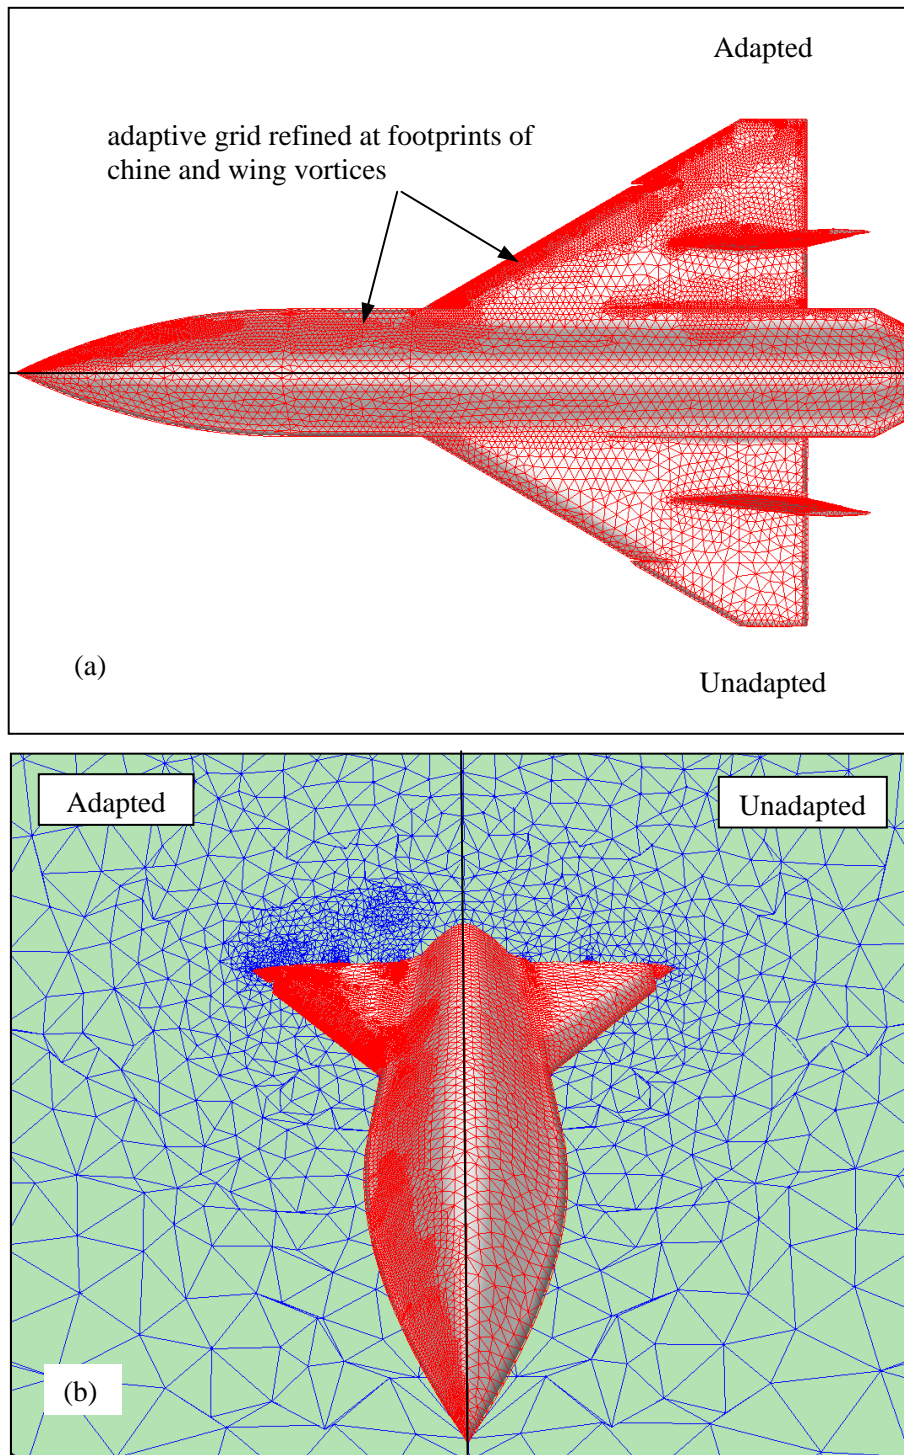 Adapted
adaptive grid refined at footprints of
chine and wing vortices
(a)
Unadapted
Adapted
Unadapted
(b)